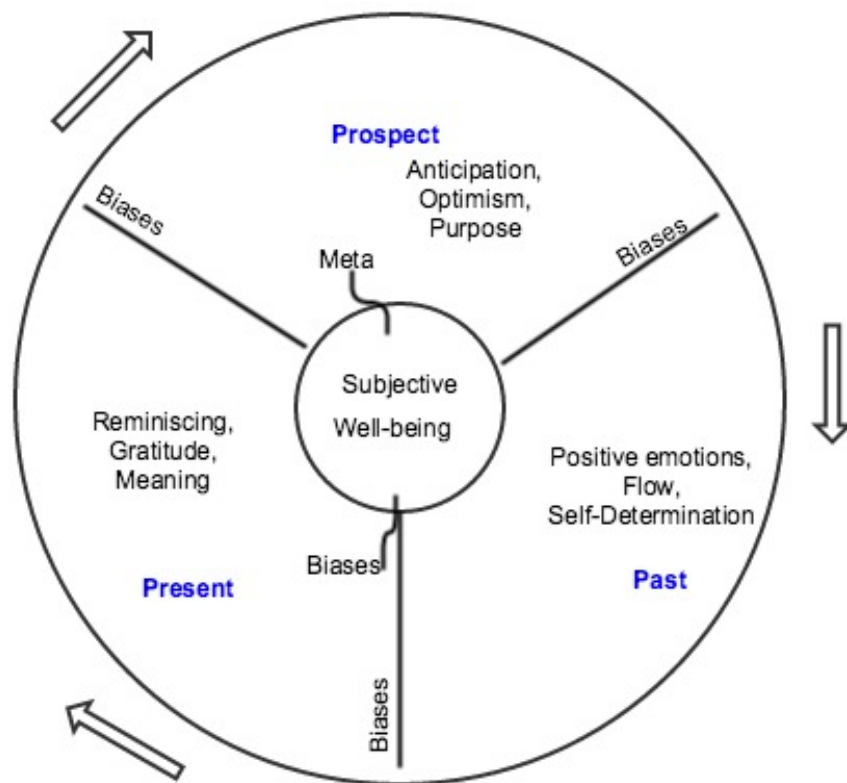 Prospect
Anticipation,
Optimism,
Purpose
Biases
Biases
Meta
Subjective
Well-being
Reminiscing,
Gratitude,
Meaning
Present
Positive emotions,
Flow,
Self-Determination
Past
Biases
Biases